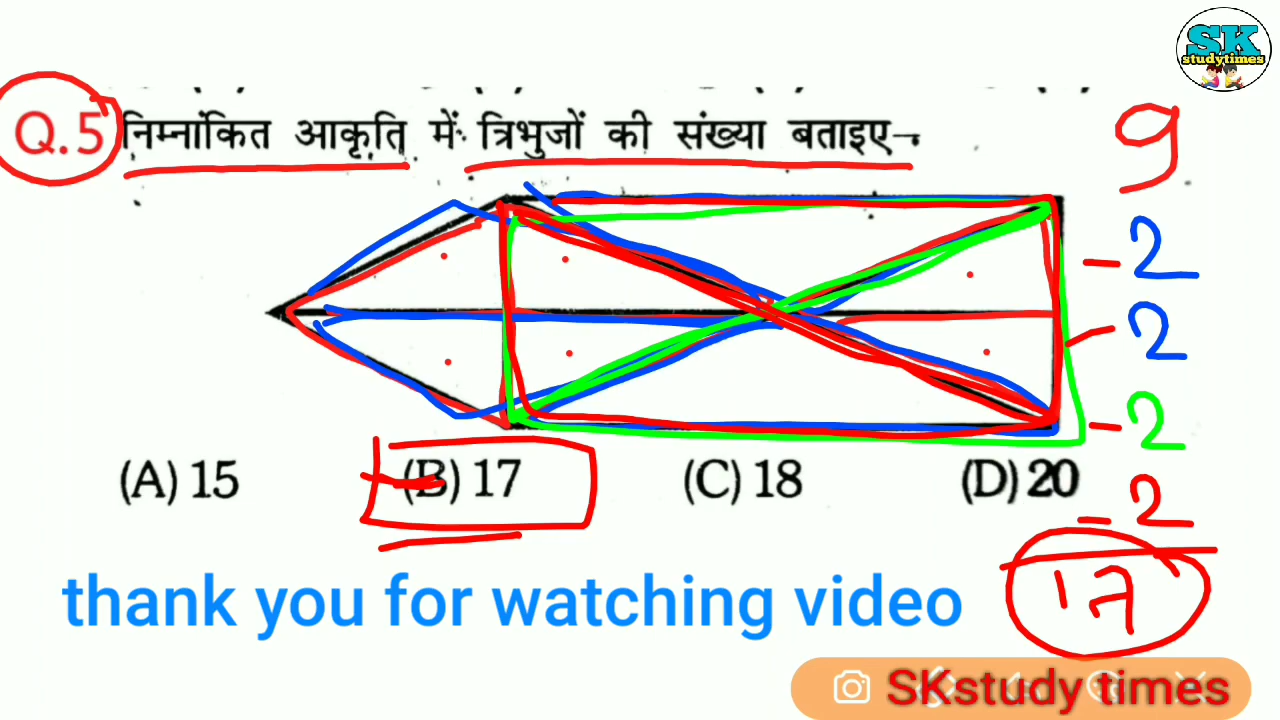 SK
studytimes
Q.5 निम्नांकित आकृति में त्रिभुजों की संख्या बताइए–
9
– 2
– 2
– 2
– 2
17
(A) 15 (B) 17 (C) 18 (D) 20
thank you for watching video
SKstudy times